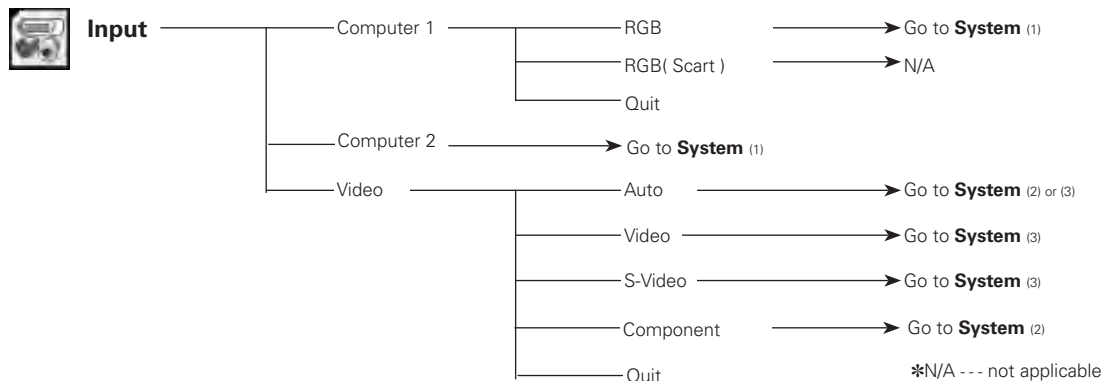 Input Computer 1 RGB Go to System (1)
RGB( Scart ) N/A
Quit
Computer 2 Go to System (1)
Video Auto Go to System (2) or (3)
Video Go to System (3)
S-Video Go to System (3)
Component Go to System (2)
Quit ✽N/A - - - not applicable